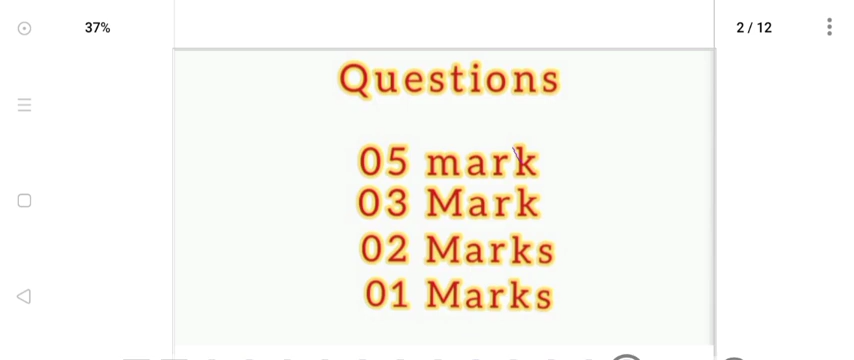 37%
2 / 12
Questions
05 mark
03 Mark
02 Marks
01 Marks